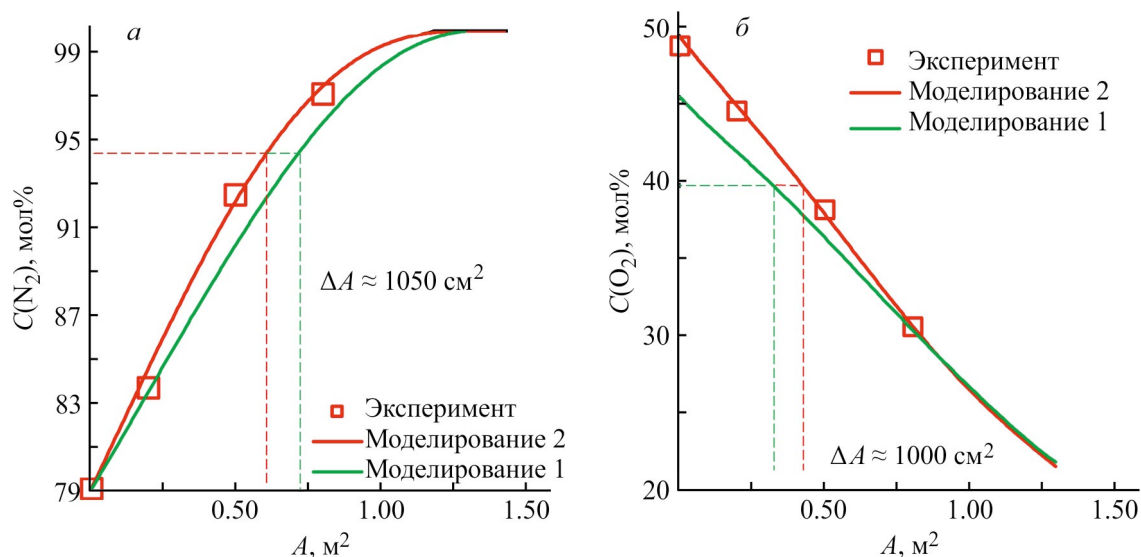 а
99
95
91
87
83
79
C(N₂), мол%
ΔA ≈ 1050 см²
Эксперимент
Моделирование 2
Моделирование 1
0.50
1.00
1.50
A, м²
б
50
40
30
20
C(O₂), мол%
Эксперимент
Моделирование 2
Моделирование 1
ΔA ≈ 1000 см²
0.50
1.00
1.50
A, м²